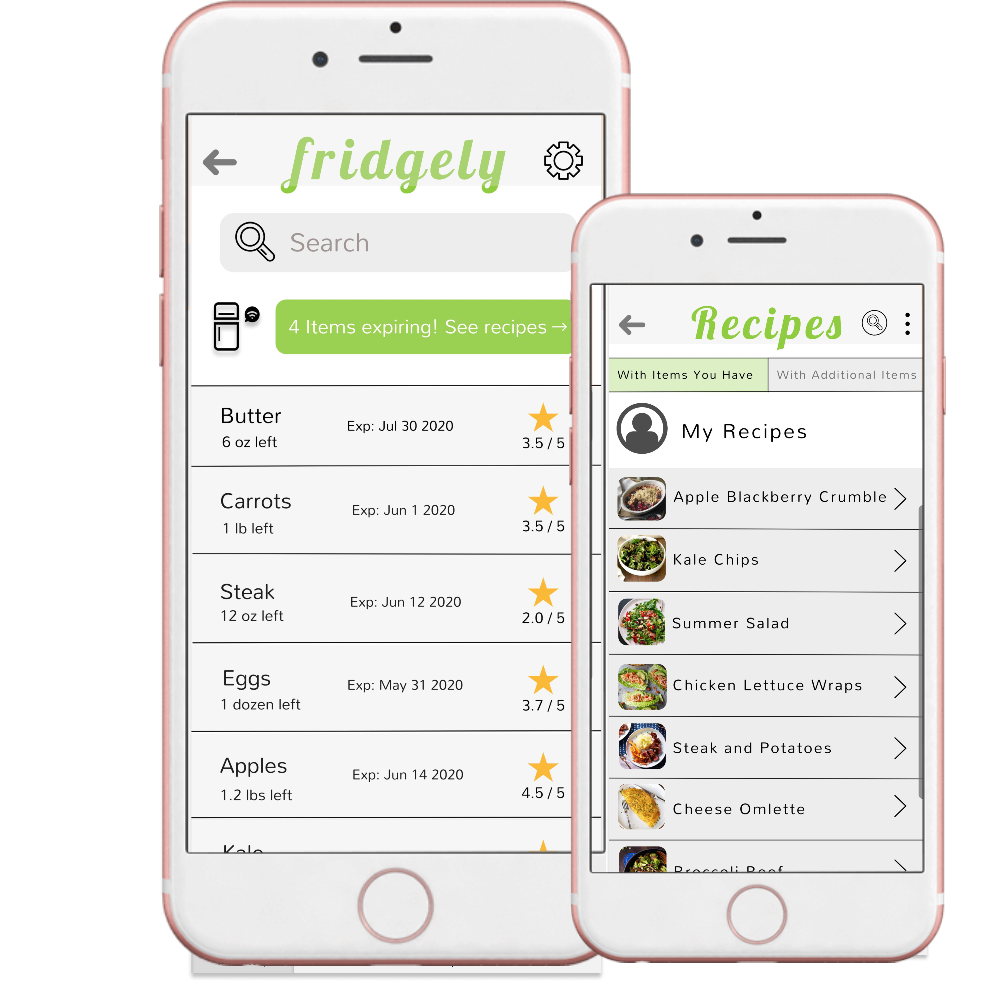 fridgely
Search
4 Items expiring! See recipes →
Butter
6 oz left
Exp: Jul 30 2020
3.5 / 5
Carrots
1 lb left
Exp: Jun 1 2020
3.5 / 5
Steak
12 oz left
Exp: Jun 12 2020
2.0 / 5
Eggs
1 dozen left
Exp: May 31 2020
3.7 / 5
Apples
1.2 lbs left
Exp: Jun 14 2020
4.5 / 5
Kale
Recipes
With Items You Have
With Additional Items
My Recipes
Apple Blackberry Crumble
Kale Chips
Summer Salad
Chicken Lettuce Wraps
Steak and Potatoes
Cheese Omlette
Broccoli Beef